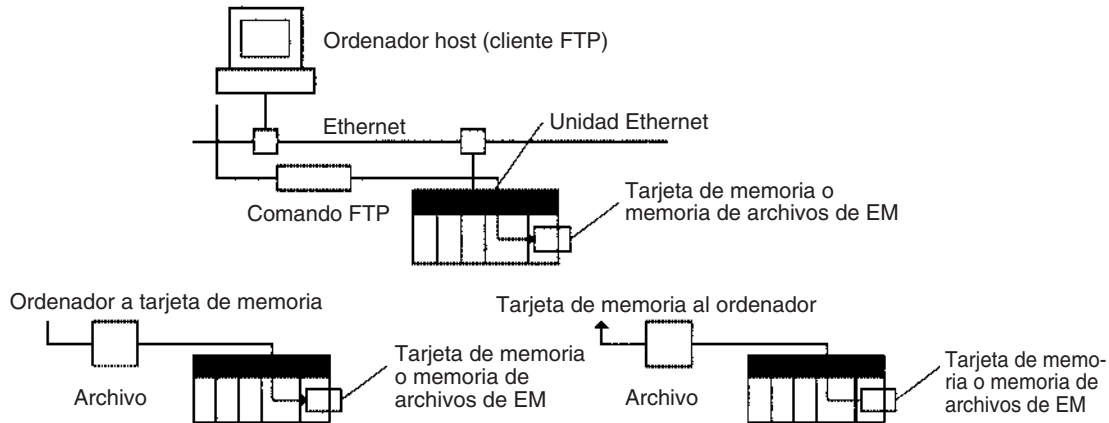 Ordenador host (cliente FTP)
Ethernet
Unidad Ethernet
Comando FTP
Tarjeta de memoria o
memoria de archivos de EM
Ordenador a tarjeta de memoria
Archivo
Tarjeta de memoria
o memoria de
archivos de EM
Tarjeta de memoria al ordenador
Archivo
Tarjeta de memo-
ria o memoria de
archivos de EM